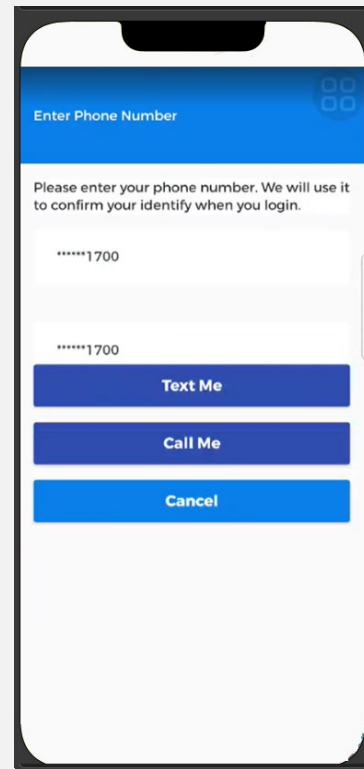 Enter Phone Number
Please enter your phone number. We will use it
to confirm your identify when you login.
******1700
******1700
Text Me
Call Me
Cancel